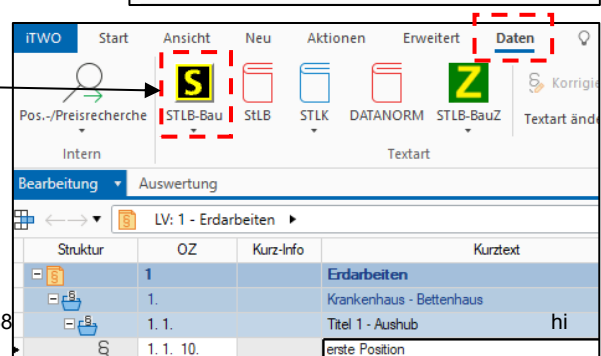 iTWO Start Ansicht Neu Aktionen Erweitert Daten
S Z § Korrigie
Pos.-/Preisrecherche STLB-Bau StLB STLK DATANORM STLB-BauZ Textart ände
Intern Textart
Bearbeitung Auswertung
LV: 1 - Erdarbeiten
Struktur OZ Kurz-Info Kurztext
1 Erdarbeiten
1. Krankenhaus - Bettenhaus
8 1. 1. Titel 1 - Aushub hi
§ 1. 1. 10. erste Position